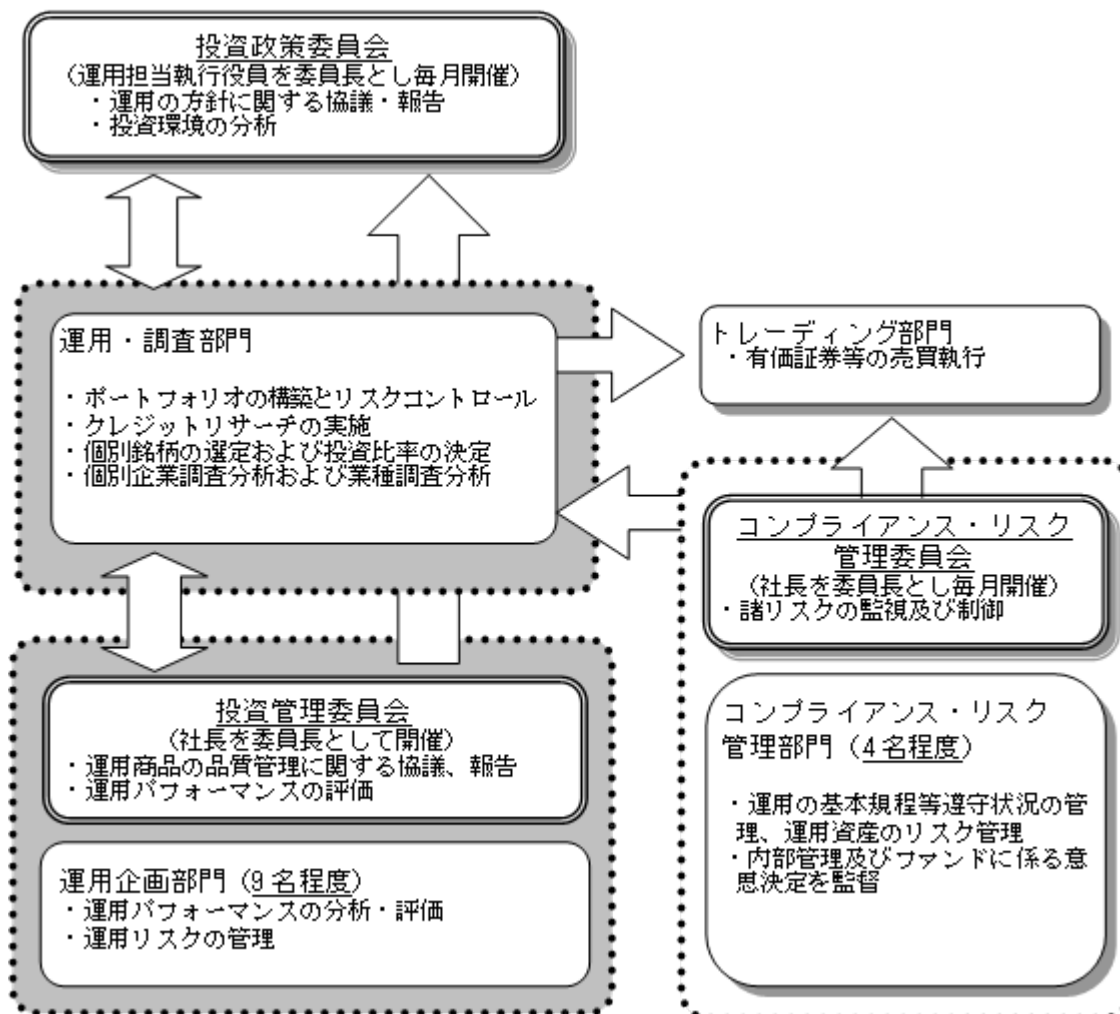 投資政策委員会
（運用担当執行役員を委員長とし毎月開催）
・運用の方針に関する協議・報告
・投資環境の分析
運用・調査部門
・ポートフォリオの構築とリスクコントロール
・クレジットリサーチの実施
・個別銘柄の選定および投資比率の決定
・個別企業調査分析および業種調査分析
トレーディング部門
・有価証券等の売買執行
コンプライアンス・リスク
管理委員会
（社長を委員長とし毎月開催）
・諸リスクの監視及び制御
投資管理委員会
（社長を委員長として開催）
・運用商品の品質管理に関する協議、報告
・運用パフォーマンスの評価
運用企画部門（9名程度）
・運用パフォーマンスの分析・評価
・運用リスクの管理
コンプライアンス・リスク
管理部門（4名程度）
・運用の基本規程等遵守状況の管
理、運用資産のリスク管理
・内部管理及びファンドに係る意
思決定を監督